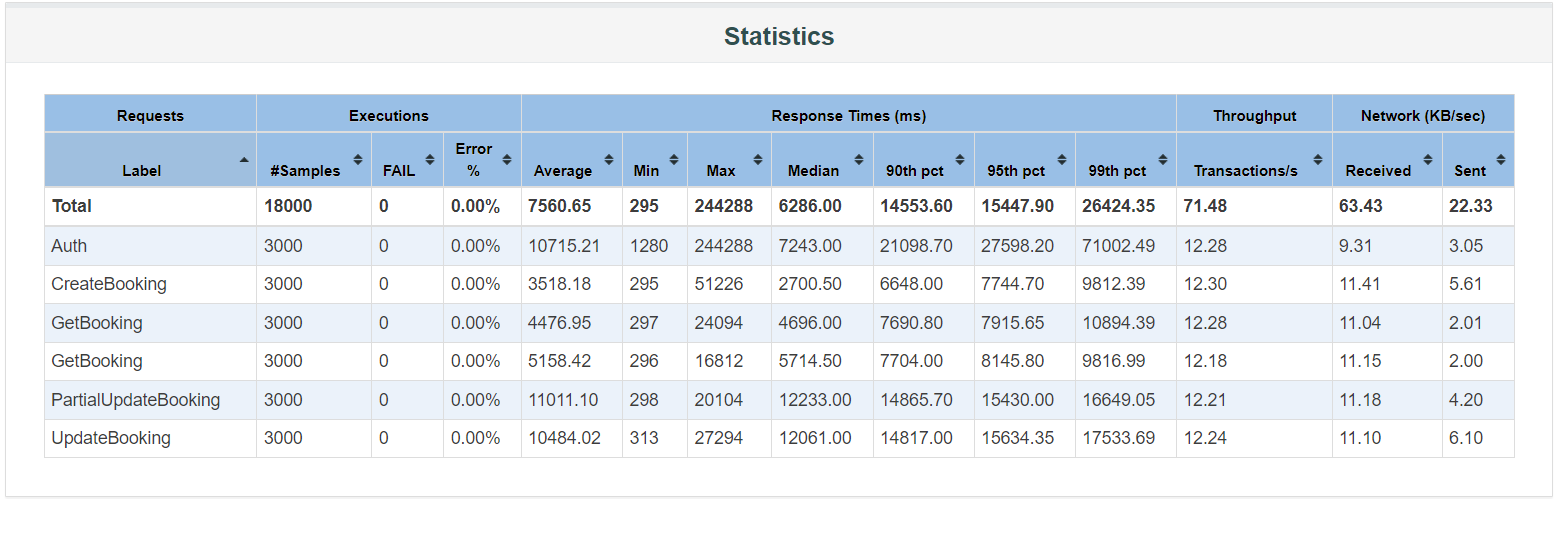 Statistics
Requests Executions Response Times (ms) Throughput Network (KB/sec)
Label #Samples FAIL Error % Average Min Max Median 90th pct 95th pct 99th pct Transactions/s Received Sent
Total 18000 0 0.00% 7560.65 295 244288 6286.00 14553.60 15447.90 26424.35 71.48 63.43 22.33
Auth 3000 0 0.00% 10715.21 1280 244288 7243.00 21098.70 27598.20 71002.49 12.28 9.31 3.05
CreateBooking 3000 0 0.00% 3518.18 295 51226 2700.50 6648.00 7744.70 9812.39 12.30 11.41 5.61
GetBooking 3000 0 0.00% 4476.95 297 24094 4696.00 7690.80 7915.65 10894.39 12.28 11.04 2.01
GetBooking 3000 0 0.00% 5158.42 296 16812 5714.50 7704.00 8145.80 9816.99 12.18 11.15 2.00
PartialUpdateBooking 3000 0 0.00% 11011.10 298 20104 12233.00 14865.70 15430.00 16649.05 12.21 11.18 4.20
UpdateBooking 3000 0 0.00% 10484.02 313 27294 12061.00 14817.00 15634.35 17533.69 12.24 11.10 6.10